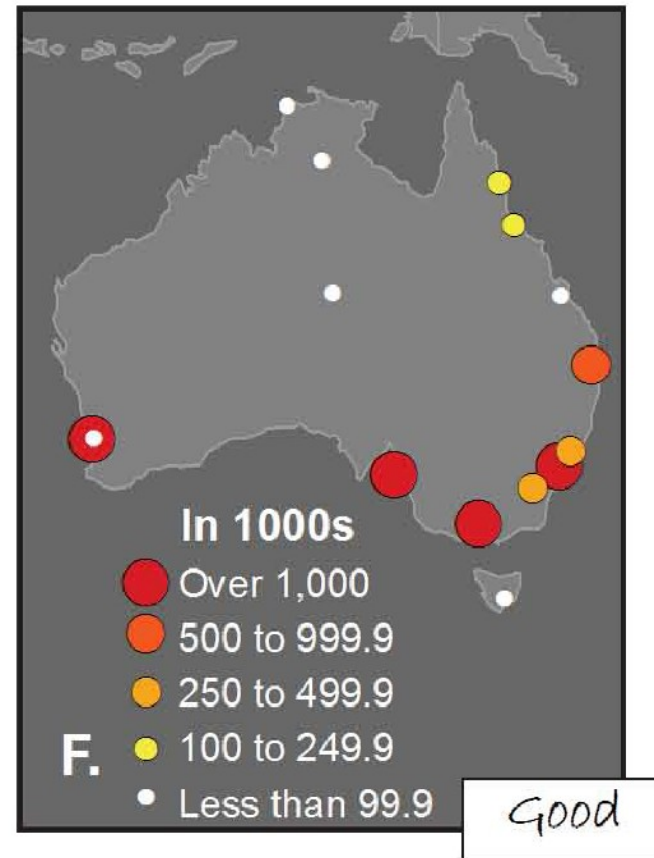 In 1000s
Over 1,000
500 to 999.9
250 to 499.9
F. 100 to 249.9
Less than 99.9
Good